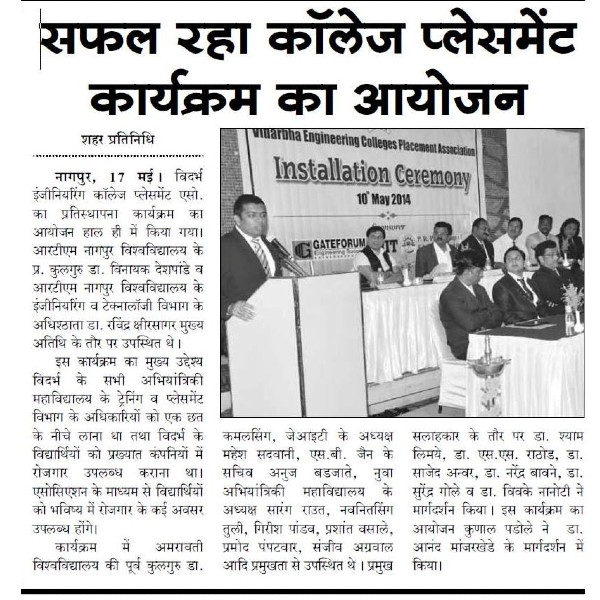 सफल रहा कॉलेज प्लेसमेंट
कार्यक्रम का आयोजन
शहर प्रतिनिधि
नागपुर, 17 मई। विदर्भ
इंजीनियरिंग कॉलेज प्लेसमेंट एसो.
का प्रतिस्थापना कार्यक्रम का
आयोजन हाल ही में किया गया।
आरटीएम नागपुर विश्वविद्यालय के
प्र. कुलगुरु डा. विनायक देशपांडे व
आरटीएम नागपुर विश्वविद्यालय के
इंजीनियरिंग व टेक्नालॉजी विभाग के
अधिष्ठाता डा. रविंद्र क्षीरसागर मुख्य
अतिथि के तौर पर उपस्थित थे।
इस कार्यक्रम का मुख्य उद्देश्य
विदर्भ के सभी अभियांत्रिकी
महाविद्यालय के ट्रेनिंग व प्लेसमेंट
विभाग के अधिकारियों को एक छत
के नीचे लाना था तथा विदर्भ के
विद्यार्थियों को प्रख्यात कंपनियों में
रोजगार उपलब्ध कराना था।
एसोसिएशन के माध्यम से विद्यार्थियों
को भविष्य में रोजगार के कई अवसर
उपलब्ध होंगे।
कार्यक्रम में अमरावती
विश्वविद्यालय की पूर्व कुलगुरु डा.
Vidarbha Engineering Colleges Placement Association
Installation Ceremony
10th May 2014
Sponsorer
GATEFORUM
कमलसिंग, जेआइटी के अध्यक्ष
महेश सदवानी, एस.बी. जैन के
सचिव अनुज बडजाते, नुवा
अभियांत्रिकी महाविद्यालय के
अध्यक्ष सारंग राउत, नवनितसिंग
तुली, गिरीश पांडव, प्रशांत वसाले,
प्रमोद पंपटवार, संजीव अग्रवाल
आदि प्रमुखता से उपस्थित थे। प्रमुख
सलाहकार के तौर पर डा. श्याम
लिमये, डा. एस.एस. राठोड, डा.
साजेद अन्वर, डा. नरेंद्र बावने, डा.
सुरेंद्र गोले व डा. विवके नानोटी ने
मार्गदर्शन किया। इस कार्यक्रम का
आयोजन कुणाल पडोले ने डा.
आनंद मांजरखेडे के मार्गदर्शन में
किया।